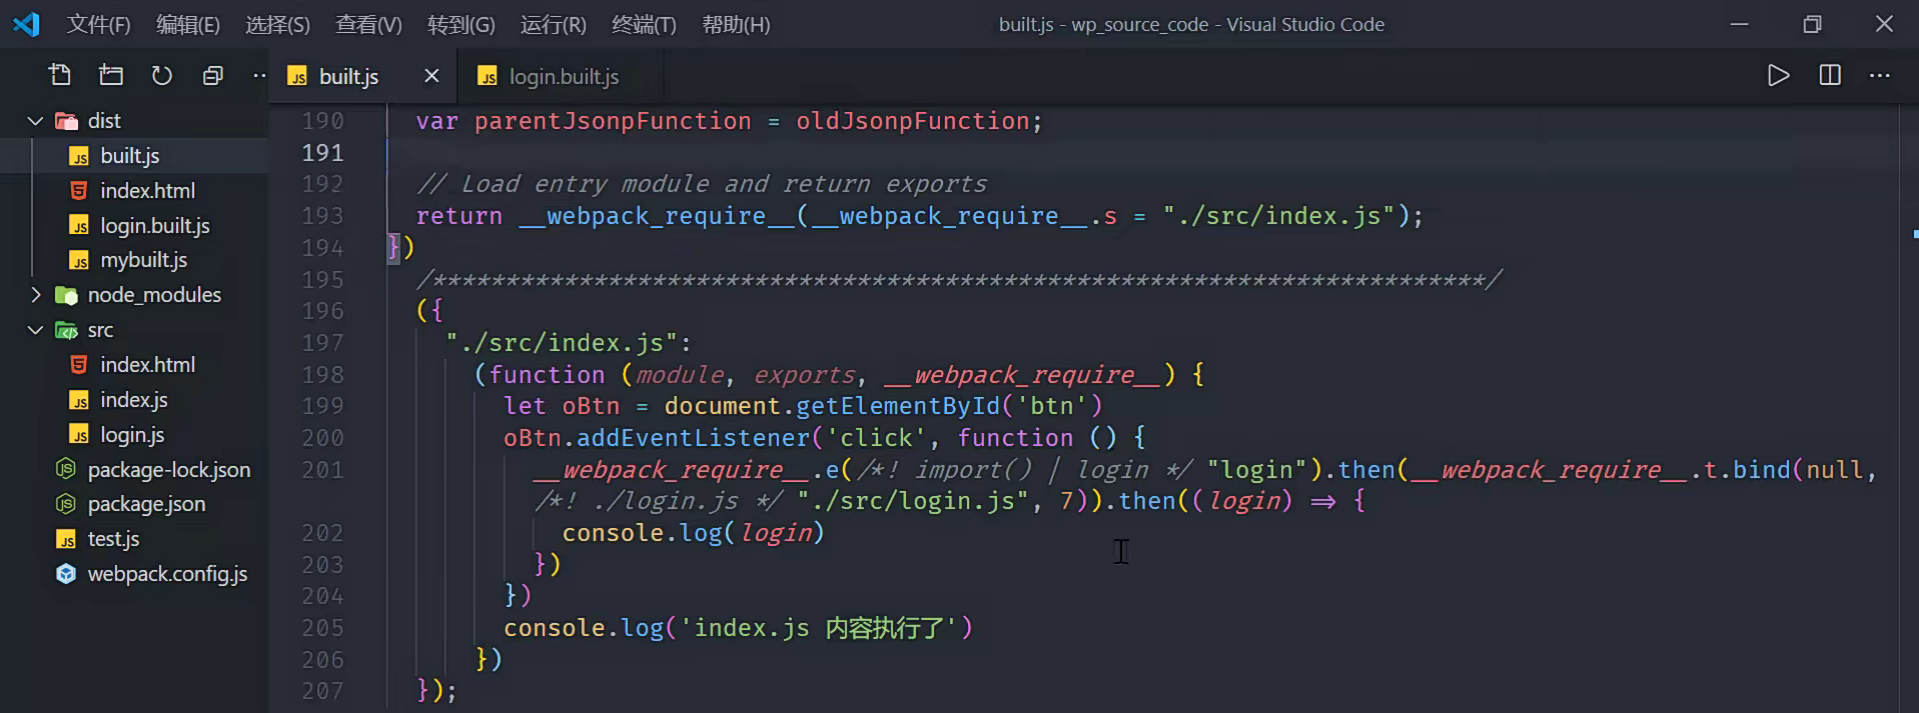 文件(F) 编辑(E) 选择(S) 查看(V) 转到(G) 运行(R) 终端(T) 帮助(H) built.js - wp_source_code - Visual Studio Code
built.js login.built.js
dist
built.js
index.html
login.built.js
mybuilt.js
node_modules
src
index.html
index.js
login.js
package-lock.json
package.json
test.js
webpack.config.js
190 var parentJsonpFunction = oldJsonpFunction;
191
192 // Load entry module and return exports
193 return __webpack_require__(__webpack_require__.s = "./src/index.js");
194 })
195 /************************************************************************/
196 ({
197 "./src/index.js":
198 (function (module, exports, __webpack_require__) {
199 let oBtn = document.getElementById('btn')
200 oBtn.addEventListener('click', function () {
201 __webpack_require__.e(/*! import() | login */ "login").then(__webpack_require__.t.bind(null,
/*! ./login.js */ "./src/login.js", 7)).then((login) => {
202 console.log(login)
203 })
204 })
205 console.log('index.js 内容执行了')
206 })
207 });